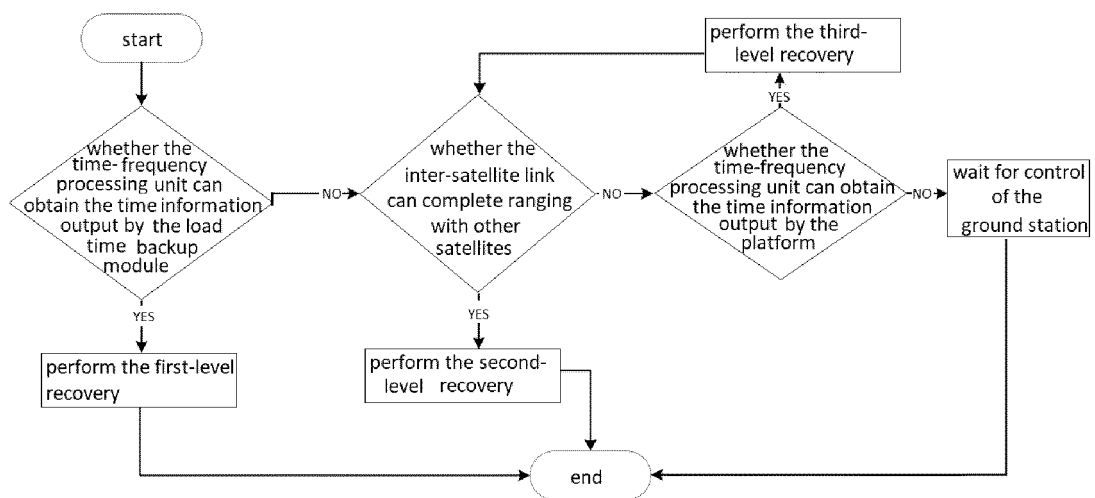 start
whether the
time-frequency
processing unit can
obtain the time information
output by the load
time backup
module
NO
YES
perform the first-level
recovery
whether the
inter-satellite link
can complete ranging
with other
satellites
NO
YES
perform the second-
level recovery
perform the third-
level recovery
YES
whether the
time-frequency
processing unit can obtain
the time information
output by the
platform
NO
wait for control
of the
ground station
end